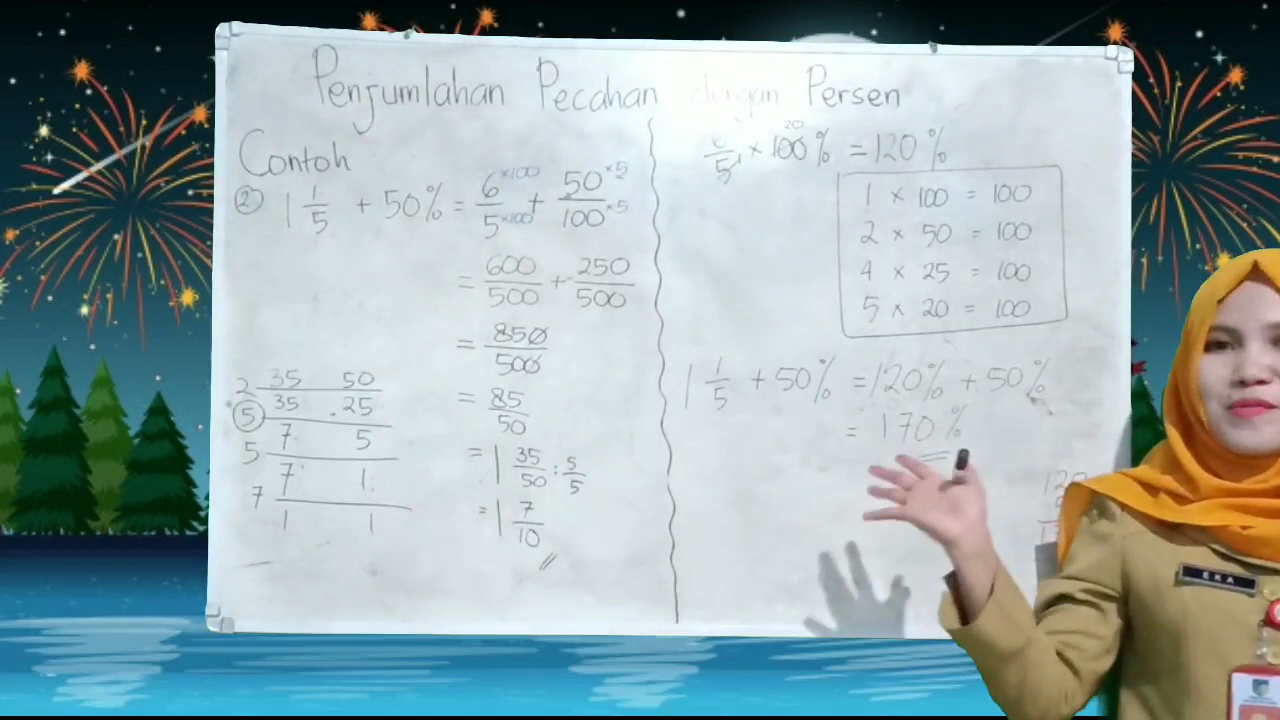 Penjumlahan Pecahan dengan Persen
Contoh
② 1 1/5 + 50% = 6/5 ×100 ×100 + 50/100 ×5 ×5
= 600/500 + 250/500
= 850/500
= 85/50
= 1 35/50 : 5/5
= 1 7/10 //
2 35 50
⑤ 35 25
5 7 5
7 7 1
1 1
6/5 1 × 100% 20 = 120%
1 × 100 = 100
2 × 50 = 100
4 × 25 = 100
5 × 20 = 100
1 1/5 + 50% = 120% + 50%
= 170%
EKA